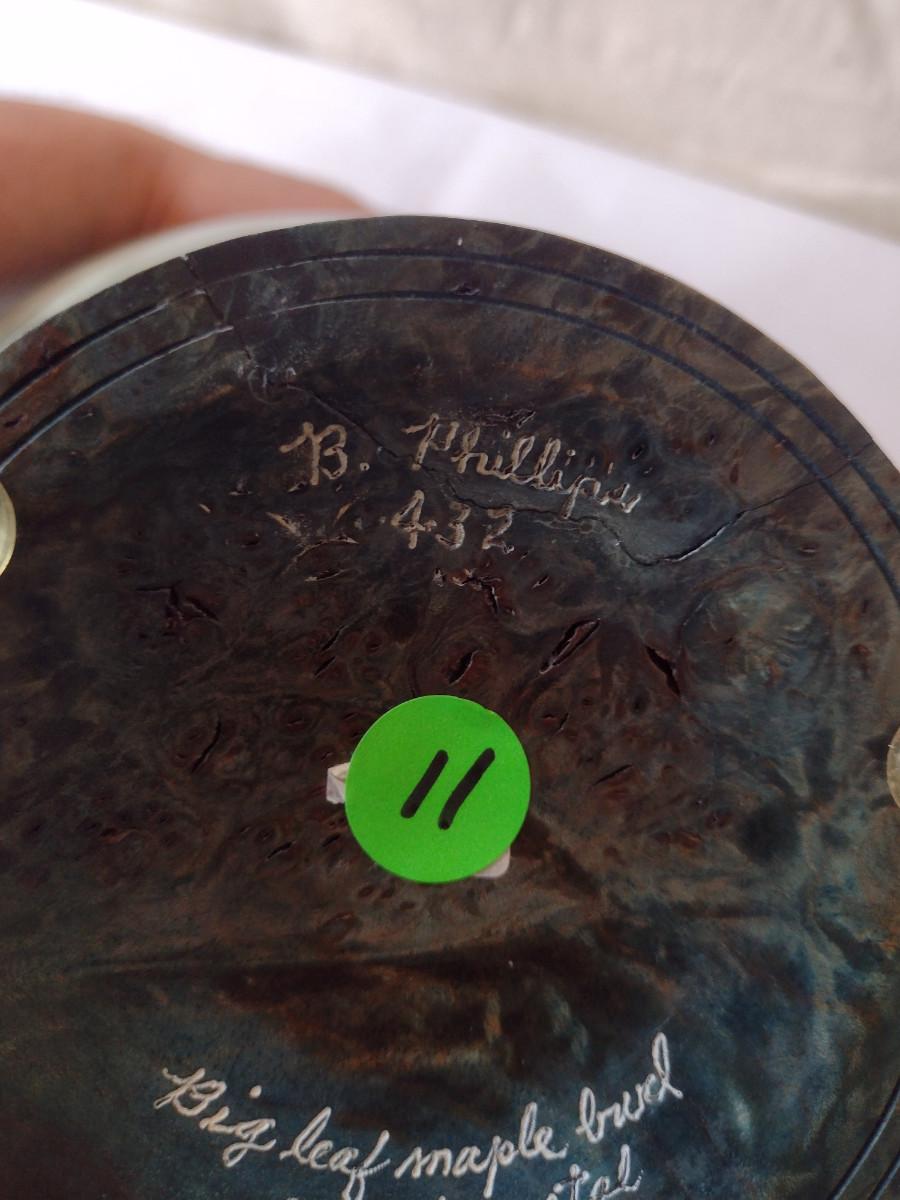 B. Phillips
432
11
Big leaf maple burl